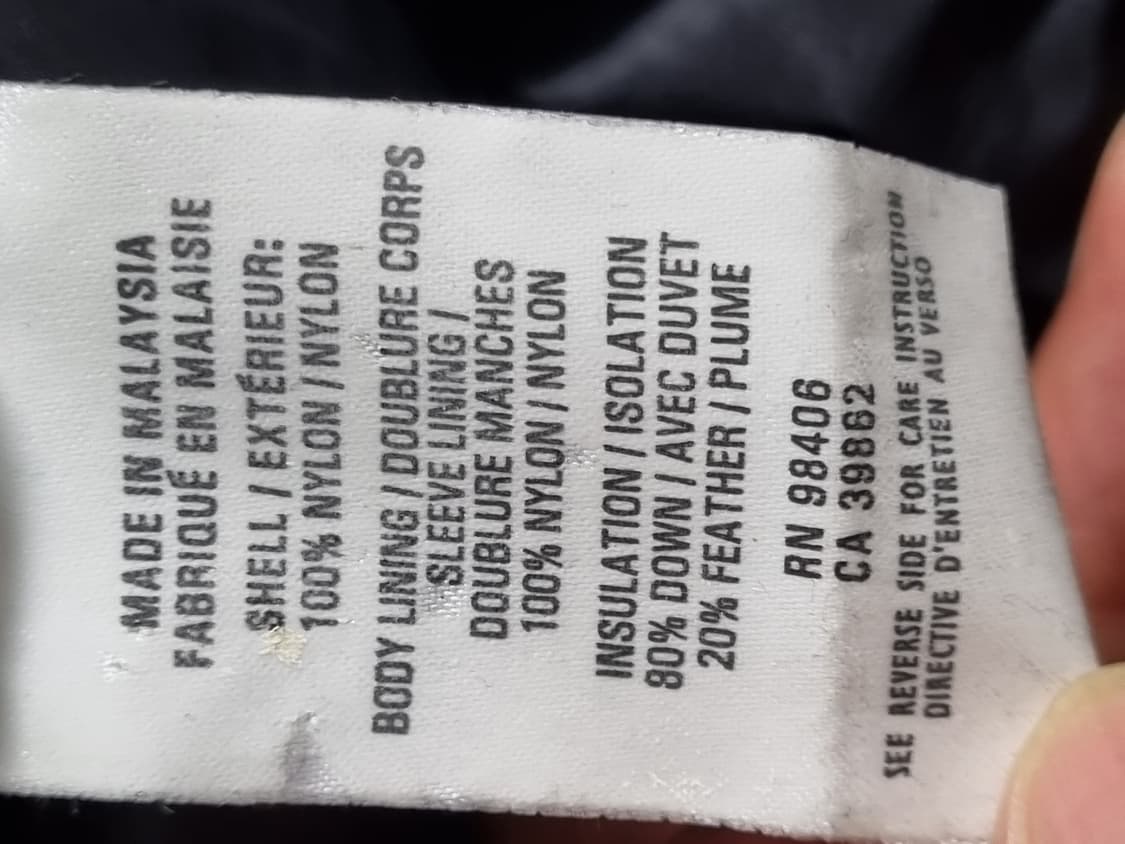 MADE IN MALAYSIA
FABRIQUÉ EN MALAISIE
SHELL / EXTÉRIEUR:
100% NYLON / NYLON
BODY LINING / DOUBLURE CORPS
SLEEVE LINING /
DOUBLURE MANCHES
100% NYLON / NYLON
INSULATION / ISOLATION
80% DOWN / AVEC DUVET
20% FEATHER / PLUME
RN 98406
CA 39862
SEE REVERSE SIDE FOR CARE INSTRUCTION
DIRECTIVE D'ENTRETIEN AU VERSO